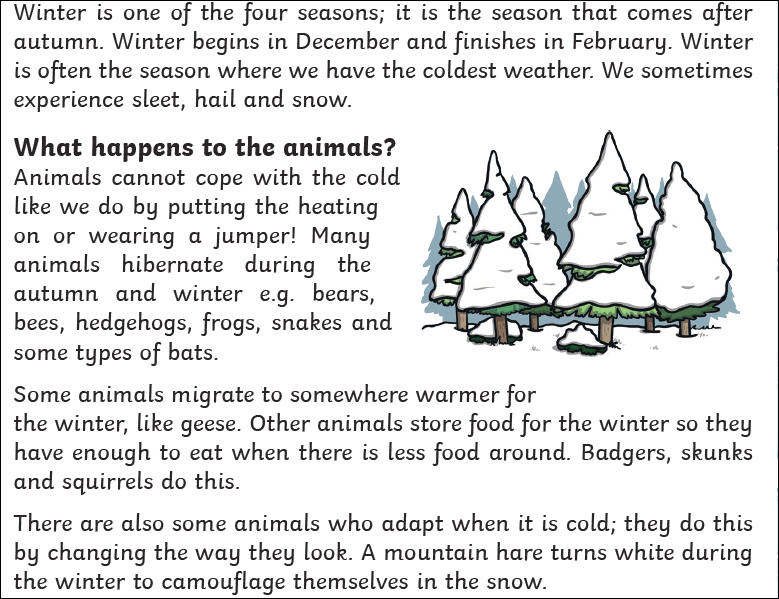 Winter is one of the four seasons; it is the season that comes after
autumn. Winter begins in December and finishes in February. Winter
is often the season where we have the coldest weather. We sometimes
experience sleet, hail and snow.
What happens to the animals?
Animals cannot cope with the cold
like we do by putting the heating
on or wearing a jumper! Many
animals hibernate during the
autumn and winter e.g. bears,
bees, hedgehogs, frogs, snakes and
some types of bats.
Some animals migrate to somewhere warmer for
the winter, like geese. Other animals store food for the winter so they
have enough to eat when there is less food around. Badgers, skunks
and squirrels do this.
There are also some animals who adapt when it is cold; they do this
by changing the way they look. A mountain hare turns white during
the winter to camouflage themselves in the snow.